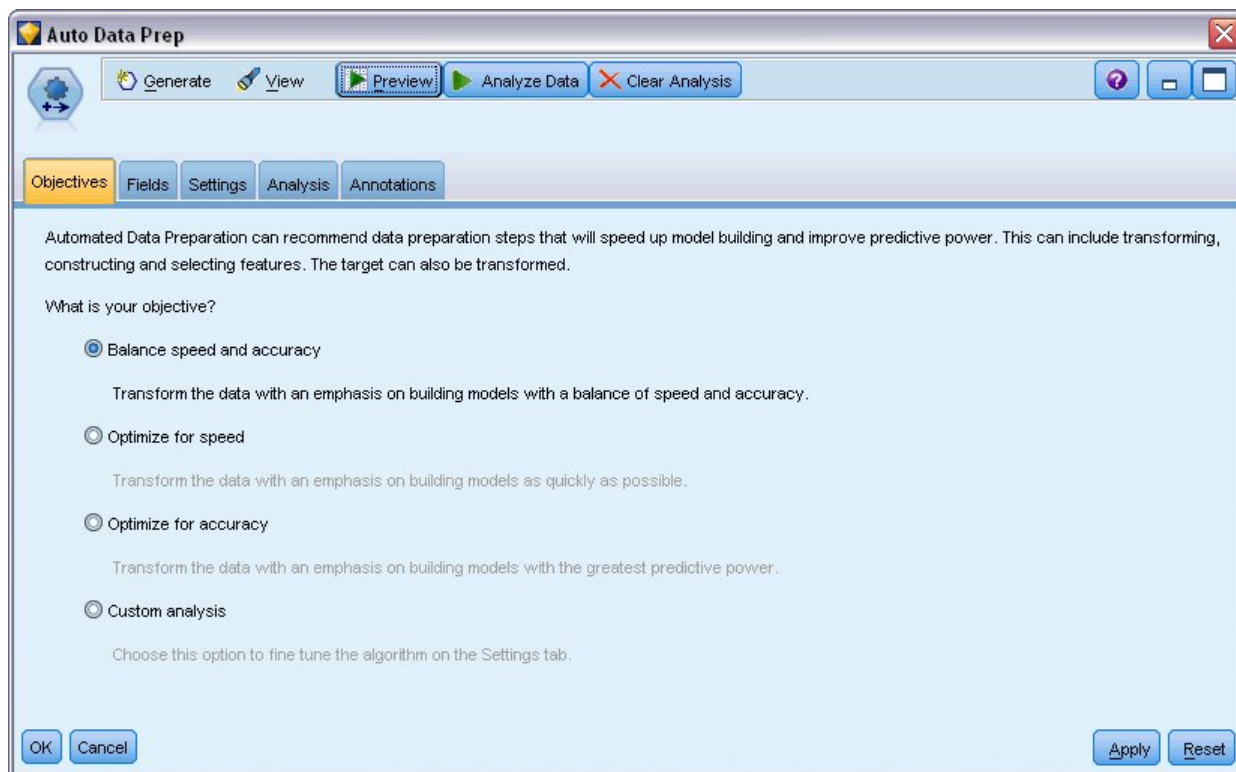 Auto Data Prep
Generate View Preview Analyze Data Clear Analysis
Objectives Fields Settings Analysis Annotations
Automated Data Preparation can recommend data preparation steps that will speed up model building and improve predictive power. This can include transforming,
constructing and selecting features. The target can also be transformed.
What is your objective?
Balance speed and accuracy
Transform the data with an emphasis on building models with a balance of speed and accuracy.
Optimize for speed
Transform the data with an emphasis on building models as quickly as possible.
Optimize for accuracy
Transform the data with an emphasis on building models with the greatest predictive power.
Custom analysis
Choose this option to fine tune the algorithm on the Settings tab.
OK Cancel Apply Reset